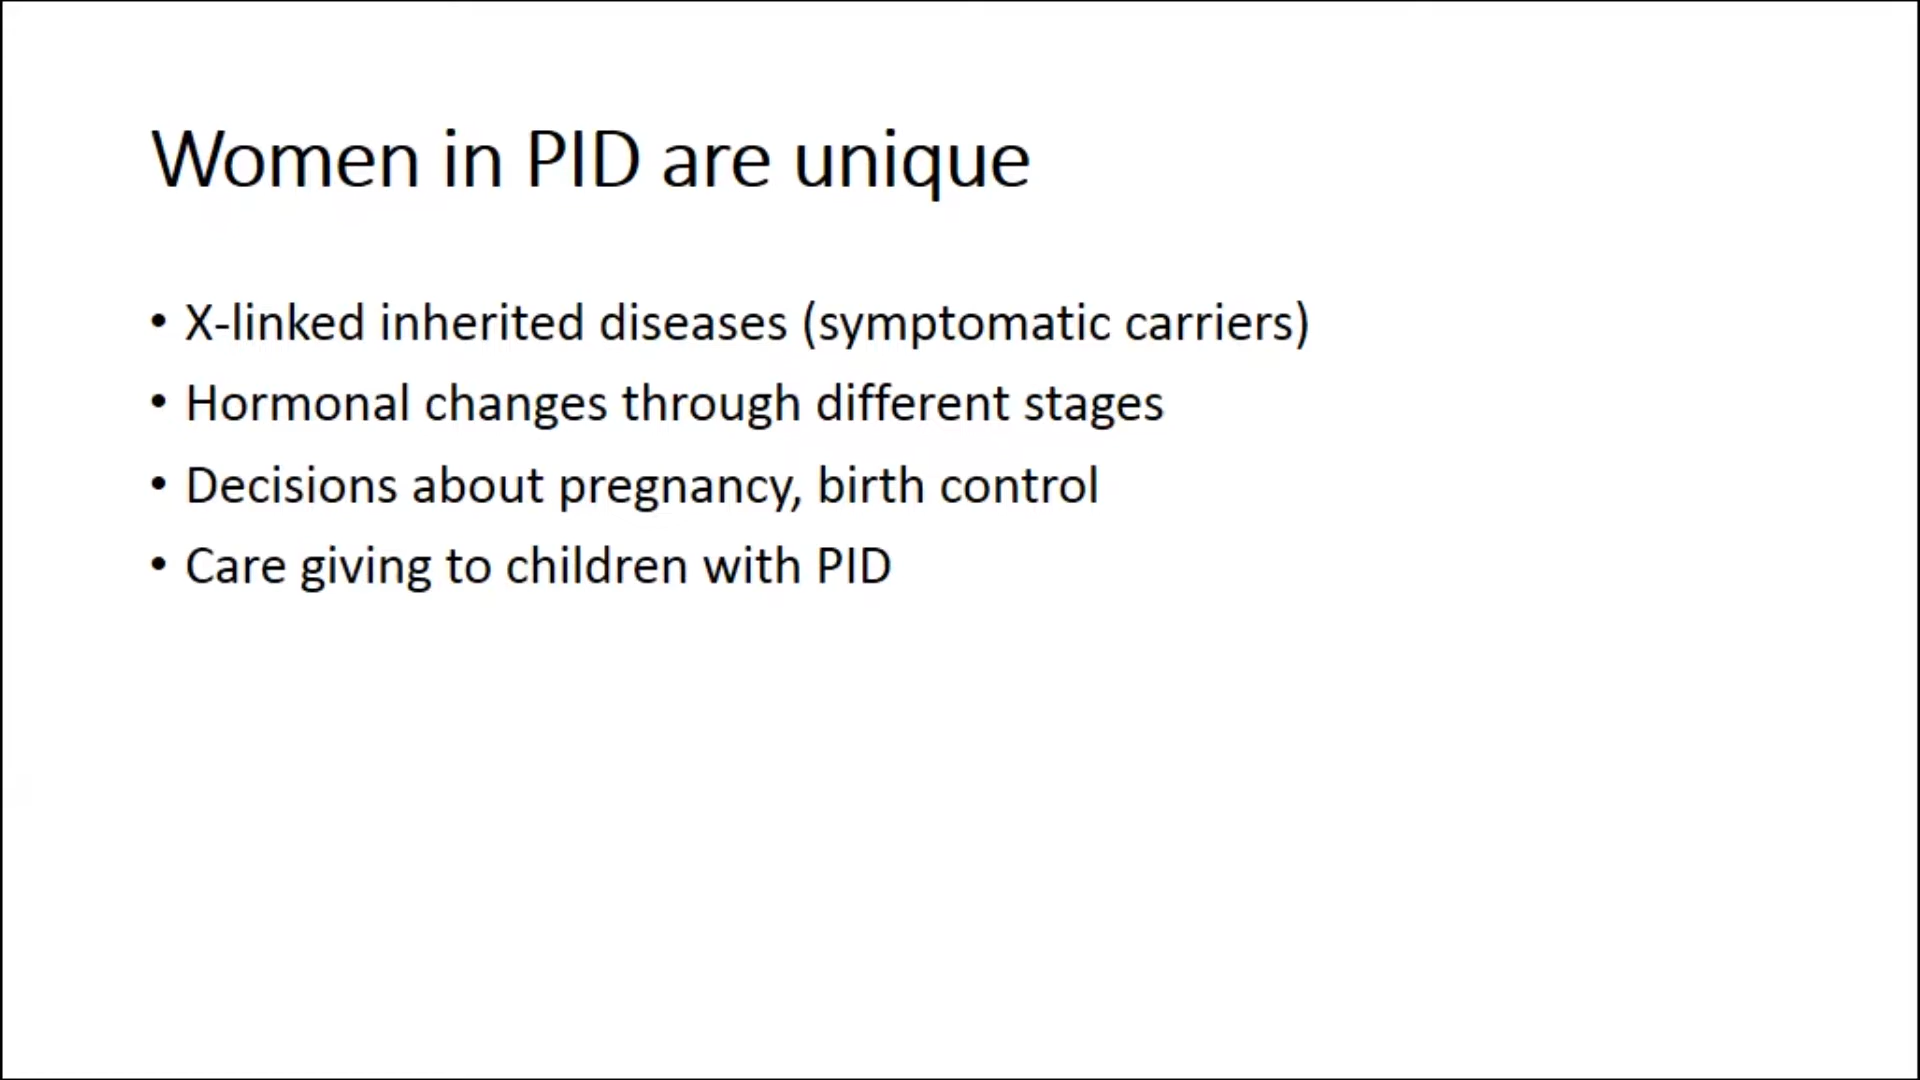 Women in PID are unique
• X-linked inherited diseases (symptomatic carriers)
• Hormonal changes through different stages
• Decisions about pregnancy, birth control
• Care giving to children with PID